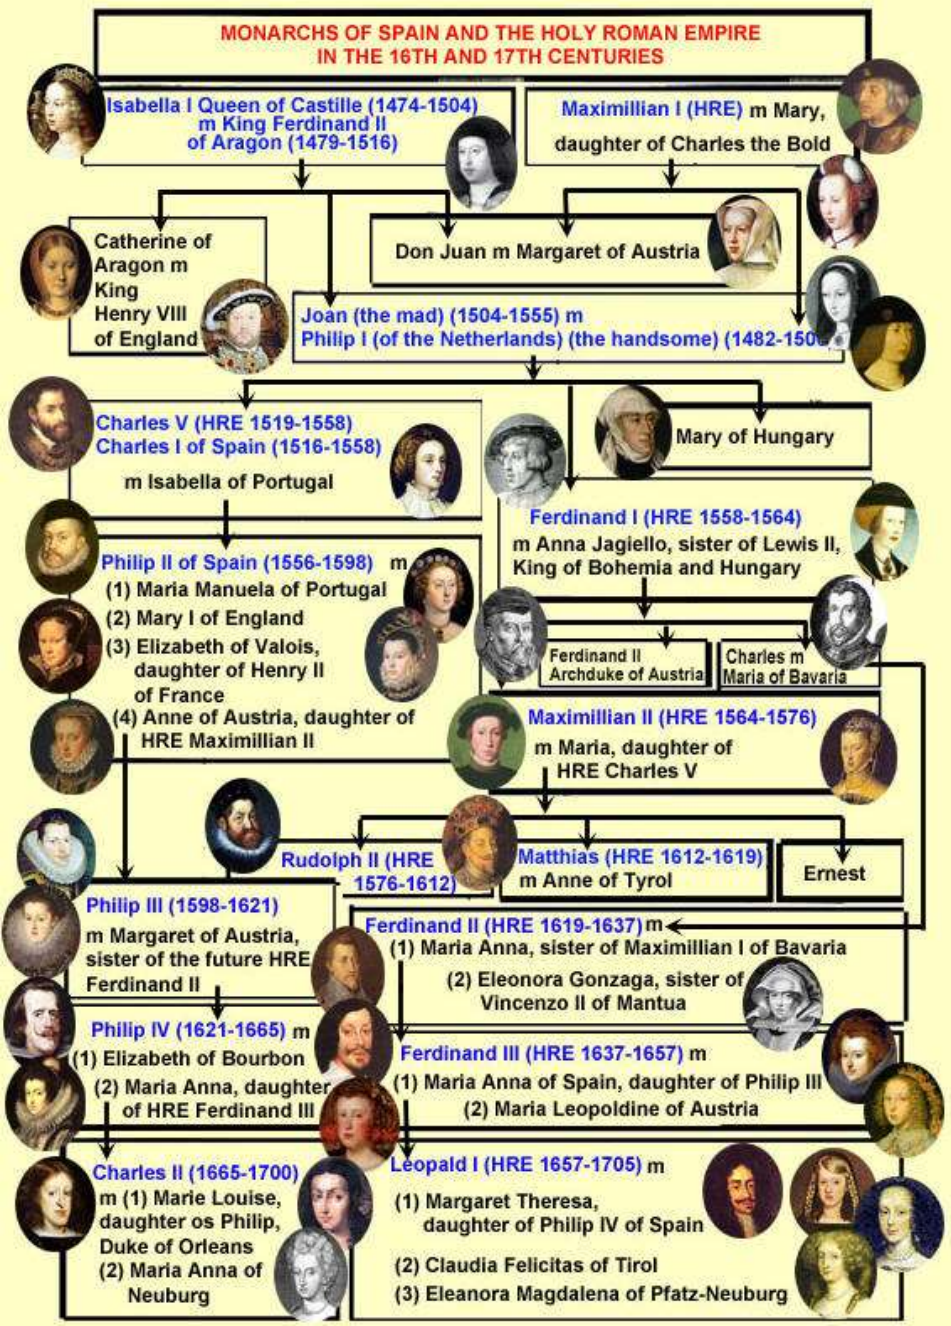 MONARCHS OF SPAIN AND THE HOLY ROMAN EMPIRE
IN THE 16TH AND 17TH CENTURIES
Isabella I Queen of Castille (1474-1504)
m King Ferdinand II
of Aragon (1479-1516)
Maximillian I (HRE) m Mary,
daughter of Charles the Bold
Catherine of
Aragon m
King
Henry VIII
of England
Don Juan m Margaret of Austria
Joan (the mad) (1504-1555) m
Philip I (of the Netherlands) (the handsome)
Charles V (HRE 1519-1558)
Charles I of Spain (1516-1558)
m Isabella of Portugal
Mary of Hungary
Ferdinand I (HRE 1558-1564)
m Anna Jagiello, sister of Lewis II,
King of Bohemia and Hungary
Philip II of Spain (1556-1598) m
(1) Maria Manuela of Portugal
(2) Mary I of England
(3) Elizabeth of Valois,
daughter of Henry II
of France
(4) Anne of Austria, daughter of
HRE Maximillian II
Ferdinand II
Archduke of Austria
Charles m
Maria of Bavaria
Maximillian II (HRE 1564-1576)
m Maria, daughter of
HRE Charles V
Rudolph II (HRE
1576-1612)
Matthias (HRE 1612-1619)
m Anne of Tyrol
Ernest
Philip III (1598-1621)
m Margaret of Austria,
sister of the future HRE
Ferdinand II
Ferdinand II (HRE 1619-1637) m
(1) Maria Anna, sister of Maximillian I of Bavaria
(2) Eleonora Gonzaga, sister of
Vincenzo II of Mantua
Philip IV (1621-1665) m
(1) Elizabeth of Bourbon
(2) Maria Anna, daughter
of HRE Ferdinand III
Ferdinand III (HRE 1637-1657) m
(1) Maria Anna of Spain, daughter of Philip III
(2) Maria Leopoldine of Austria
Charles II (1665-1700)
m (1) Marie Louise,
daughter os Philip,
Duke of Orleans
(2) Maria Anna of
Neuburg
Leopald I (HRE 1657-1705) m
(1) Margaret Theresa,
daughter of Philip IV of Spain
(2) Claudia Felicitas of Tirol
(3) Eleanora Magdalena of Pfatz-Neuburg